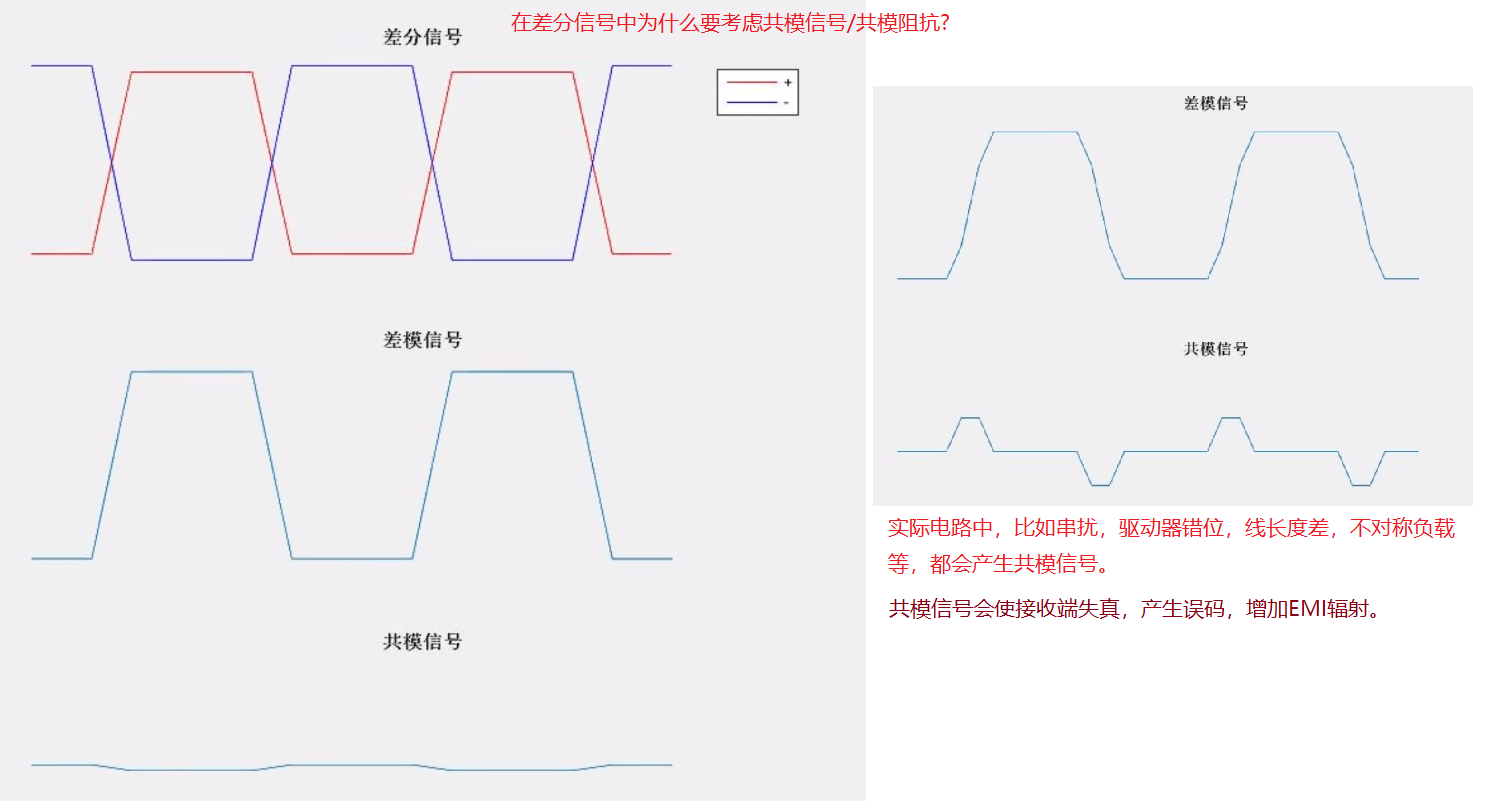 在差分信号中为什么要考虑共模信号/共模阻抗?
差分信号
+
-
差模信号
共模信号
差模信号
共模信号
实际电路中，比如串扰，驱动器错位，线长度差，不对称负载
等，都会产生共模信号。
共模信号会使接收端失真，产生误码，增加EMI辐射。